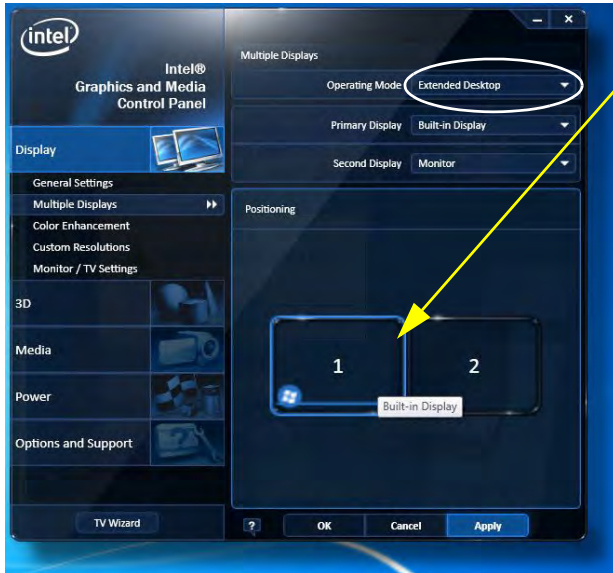 intel
Intel®
Graphics and Media
Control Panel
Display
General Settings
Multiple Displays
Color Enhancement
Custom Resolutions
Monitor / TV Settings
3D
Media
Power
Options and Support
TV Wizard
Multiple Displays
Operating Mode Extended Desktop
Primary Display Built-in Display
Second Display Monitor
Positioning
1 2
Built-in Display
? OK Cancel Apply